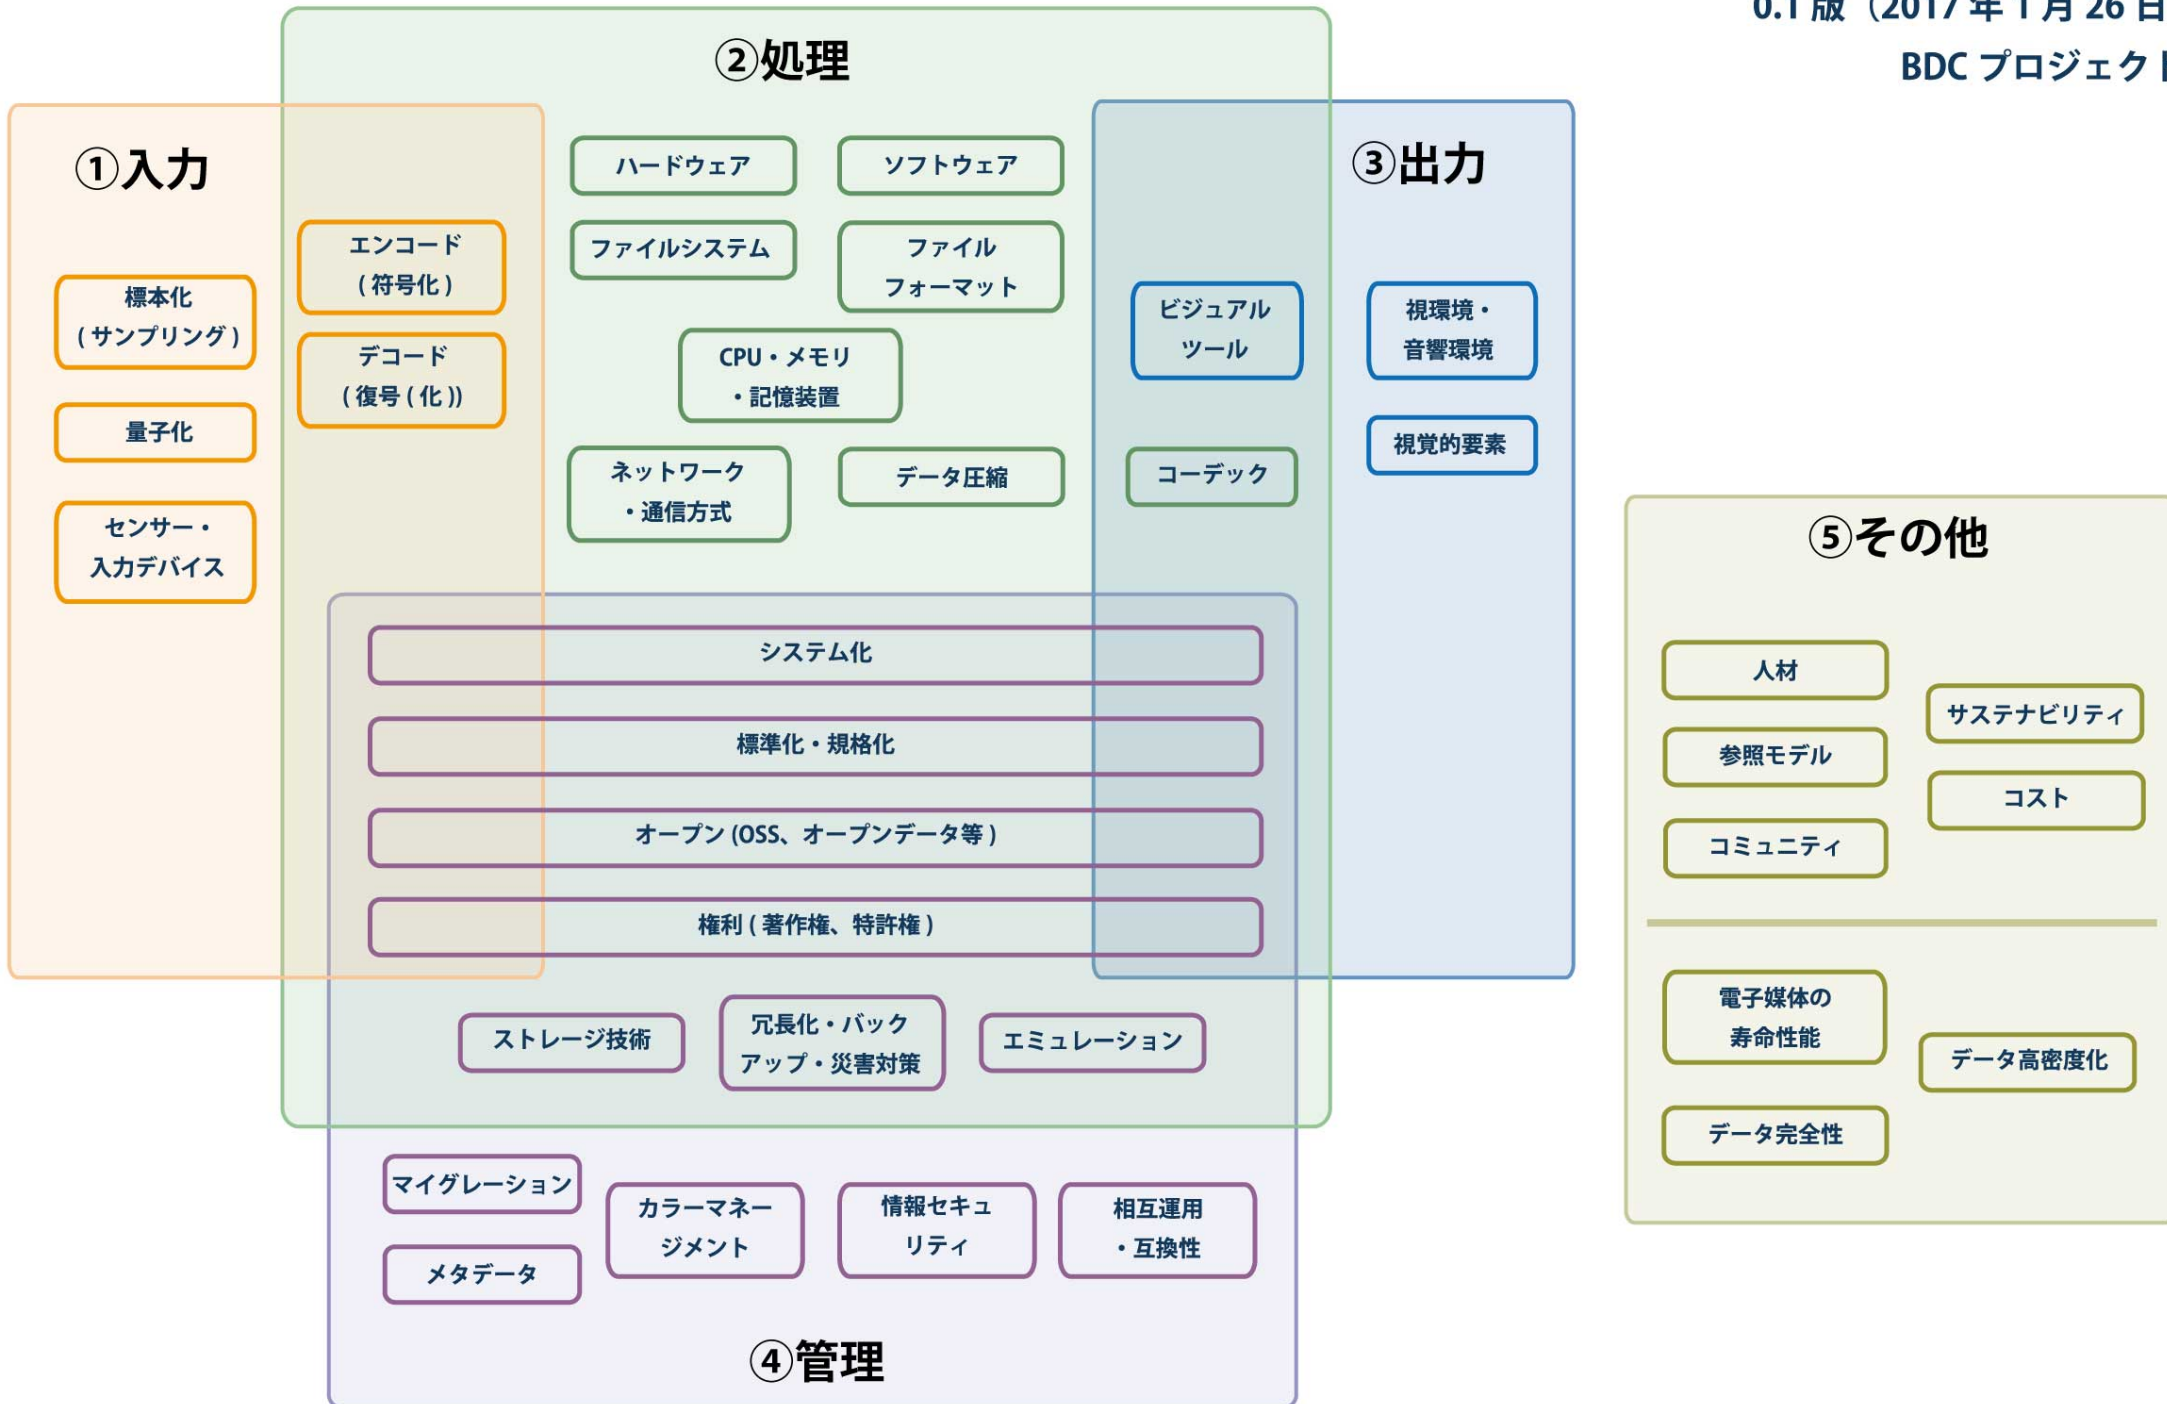 0.1 版（2017 年 1 月 26 日
BDC プロジェクト
②処理
①入力
③出力
ハードウェア
ソフトウェア
エンコード
( 符号化 )
ファイルシステム
ファイル
フォーマット
標本化
( サンプリング )
デコード
( 復号 ( 化 ))
CPU・メモリ
・記憶装置
ビジュアル
ツール
視環境・
音響環境
量子化
視覚的要素
ネットワーク
・通信方式
データ圧縮
コーデック
センサー・
入力デバイス
システム化
標準化・規格化
オープン (OSS、オープンデータ等 )
権利 ( 著作権、特許権 )
ストレージ技術
冗長化・バック
アップ・災害対策
エミュレーション
マイグレーション
メタデータ
カラーマネー
ジメント
情報セキュ
リティ
相互運用
・互換性
④管理
⑤その他
人材
サステナビリティ
参照モデル
コスト
コミュニティ
電子媒体の
寿命性能
データ高密度化
データ完全性